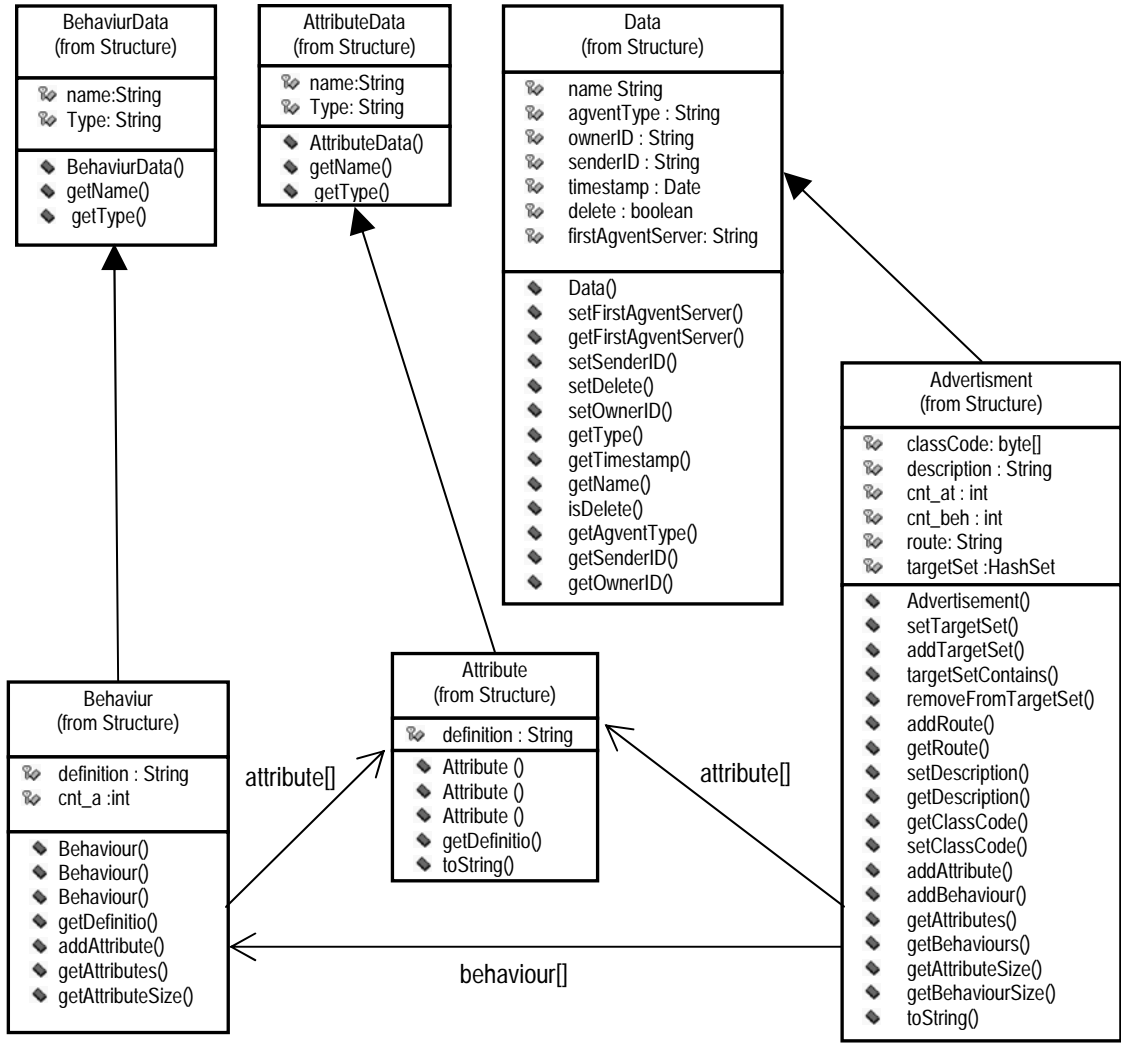 BehaviurData
(from Structure)
name:String
Type: String
BehaviurData()
getName()
getType()
AttributeData
(from Structure)
name:String
Type: String
AttributeData()
getName()
getType()
Data
(from Structure)
name String
agventType : String
ownerID : String
senderID : String
timestamp : Date
delete : boolean
firstAgventServer: String
Data()
setFirstAgventServer()
getFirstAgventServer()
setSenderID()
setDelete()
setOwnerID()
getType()
getTimestamp()
getName()
isDelete()
getAgventType()
getSenderID()
getOwnerID()
Advertisment
(from Structure)
classCode: byte[]
description : String
cnt_at : int
cnt_beh : int
route: String
targetSet :HashSet
Advertisement()
setTargetSet()
addTargetSet()
targetSetContains()
removeFromTargetSet()
addRoute()
getRoute()
setDescription()
getDescription()
getClassCode()
setClassCode()
addAttribute()
addBehaviour()
getAttributes()
getBehaviours()
getAttributeSize()
getBehaviourSize()
toString()
Behaviur
(from Structure)
definition : String
cnt_a :int
Behaviour()
Behaviour()
Behaviour()
getDefinitio()
addAttribute()
getAttributes()
getAttributeSize()
attribute[]
Attribute
(from Structure)
definition : String
Attribute ()
Attribute ()
Attribute ()
getDefinitio()
toString()
attribute[]
behaviour[]